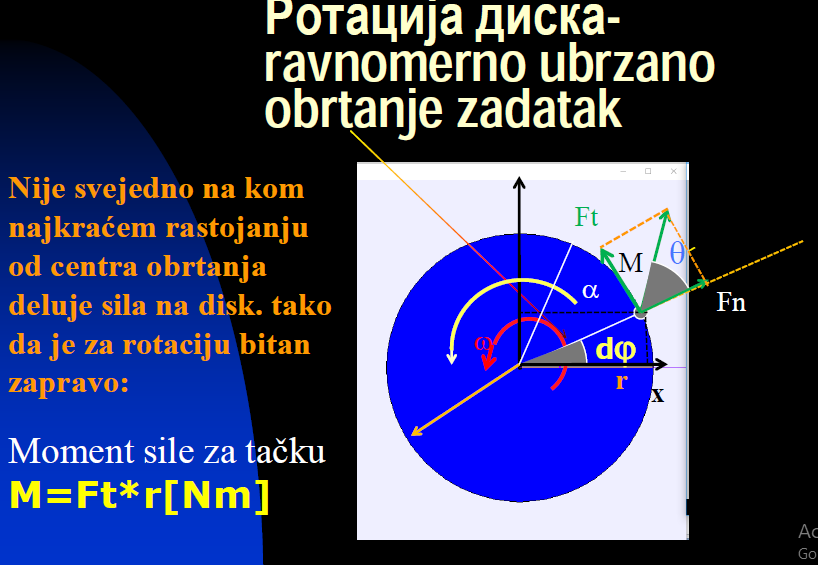 Ротација диска-
ravnomerno ubrzano
obrtanje zadatak
Nije svejedno na kom
najkraćem rastojanju
od centra obrtanja
deluje sila na disk. tako
da je za rotaciju bitan
zapravo:
Moment sile za tačku
M=Ft*r[Nm]
Ft
M
θ
Fn
α
ω
dφ
r
x
Go